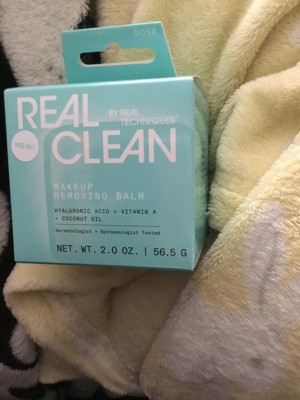 0058
REAL
BY REAL
TECHNIQUES®
NEW!
CLEAN
MAKEUP
REMOVING BALM
HYALURONIC ACID + VITAMIN A
+ COCONUT OIL
Dermatologist + Opthamologist Tested
NET. WT. 2.0 OZ. | 56.5 G